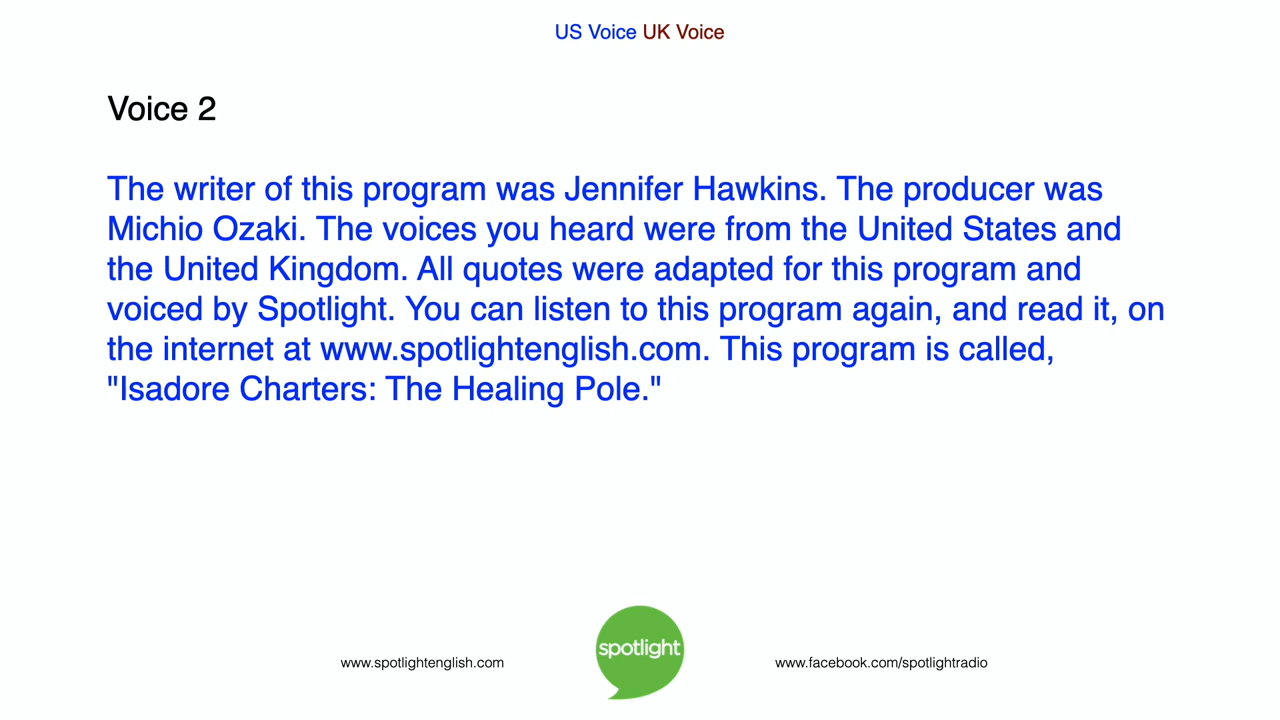 US Voice UK Voice
Voice 2
The writer of this program was Jennifer Hawkins. The producer was
Michio Ozaki. The voices you heard were from the United States and
the United Kingdom. All quotes were adapted for this program and
voiced by Spotlight. You can listen to this program again, and read it, on
the internet at www.spotlightenglish.com. This program is called,
"Isadore Charters: The Healing Pole."
spotlight
www.spotlightenglish.com
www.facebook.com/spotlightradio